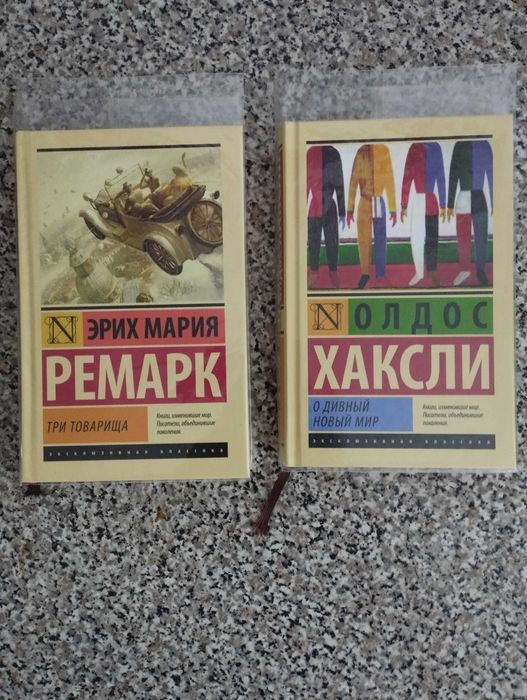 N ЭРИХ МАРИЯ
РЕМАРК
ТРИ ТОВАРИЩА
Книги, изменившие мир.
Писатели, объединившие
поколения.
ЭКСКЛЮЗИВНАЯ КЛАССИКА
N ОЛДОС
ХАКСЛИ
О ДИВНЫЙ
НОВЫЙ МИР
Книги, изменившие мир.
Писатели, объединившие
поколения.
ЭКСКЛЮЗИВНАЯ КЛАССИКА